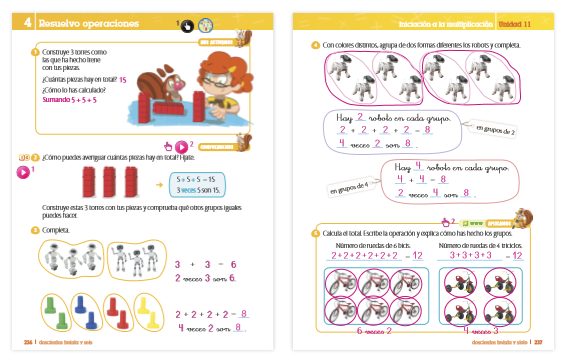 4 Resuelvo operaciones
1
1 Construye 3 torres como
las que ha hecho Irene
con tus piezas.
¿Cuántas piezas hay en total? 15
¿Cómo lo has calculado?
Sumando 5 + 5 + 5
2
2 ¿Cómo puedes averiguar cuántas piezas hay en total? Fíjate.
1
5 + 5 + 5 = 15
3 veces 5 son 15.
Construye estas 3 torres con tus piezas y comprueba qué otros grupos iguales
puedes hacer.
3 Completa.
3 + 3 = 6
2 veces 3 son 6.
2 + 2 + 2 + 2 = 8
4 veces 2 son 8.
236 | doscientos treinta y seis
Iniciación a la multiplicación Unidad 11
4 Con colores distintos, agrupa de dos formas diferentes los robots y completa.
Hay 2 robots en cada grupo.
2 + 2 + 2 + 2 = 8
4 veces 2 son 8.
en grupos de 2
Hay 4 robots en cada grupo.
4 + 4 = 8
2 veces 4 son 8.
en grupos de 4
2 www
Calcula el total. Escribe la operación y explica cómo has hecho los grupos.
Número de ruedas de 6 bicis.
2 + 2 + 2 + 2 + 2 + 2 = 12
6 veces 2
Número de ruedas de 4 triciclos.
3 + 3 + 3 + 3 = 12
4 veces 3
doscientos treinta y siete | 237